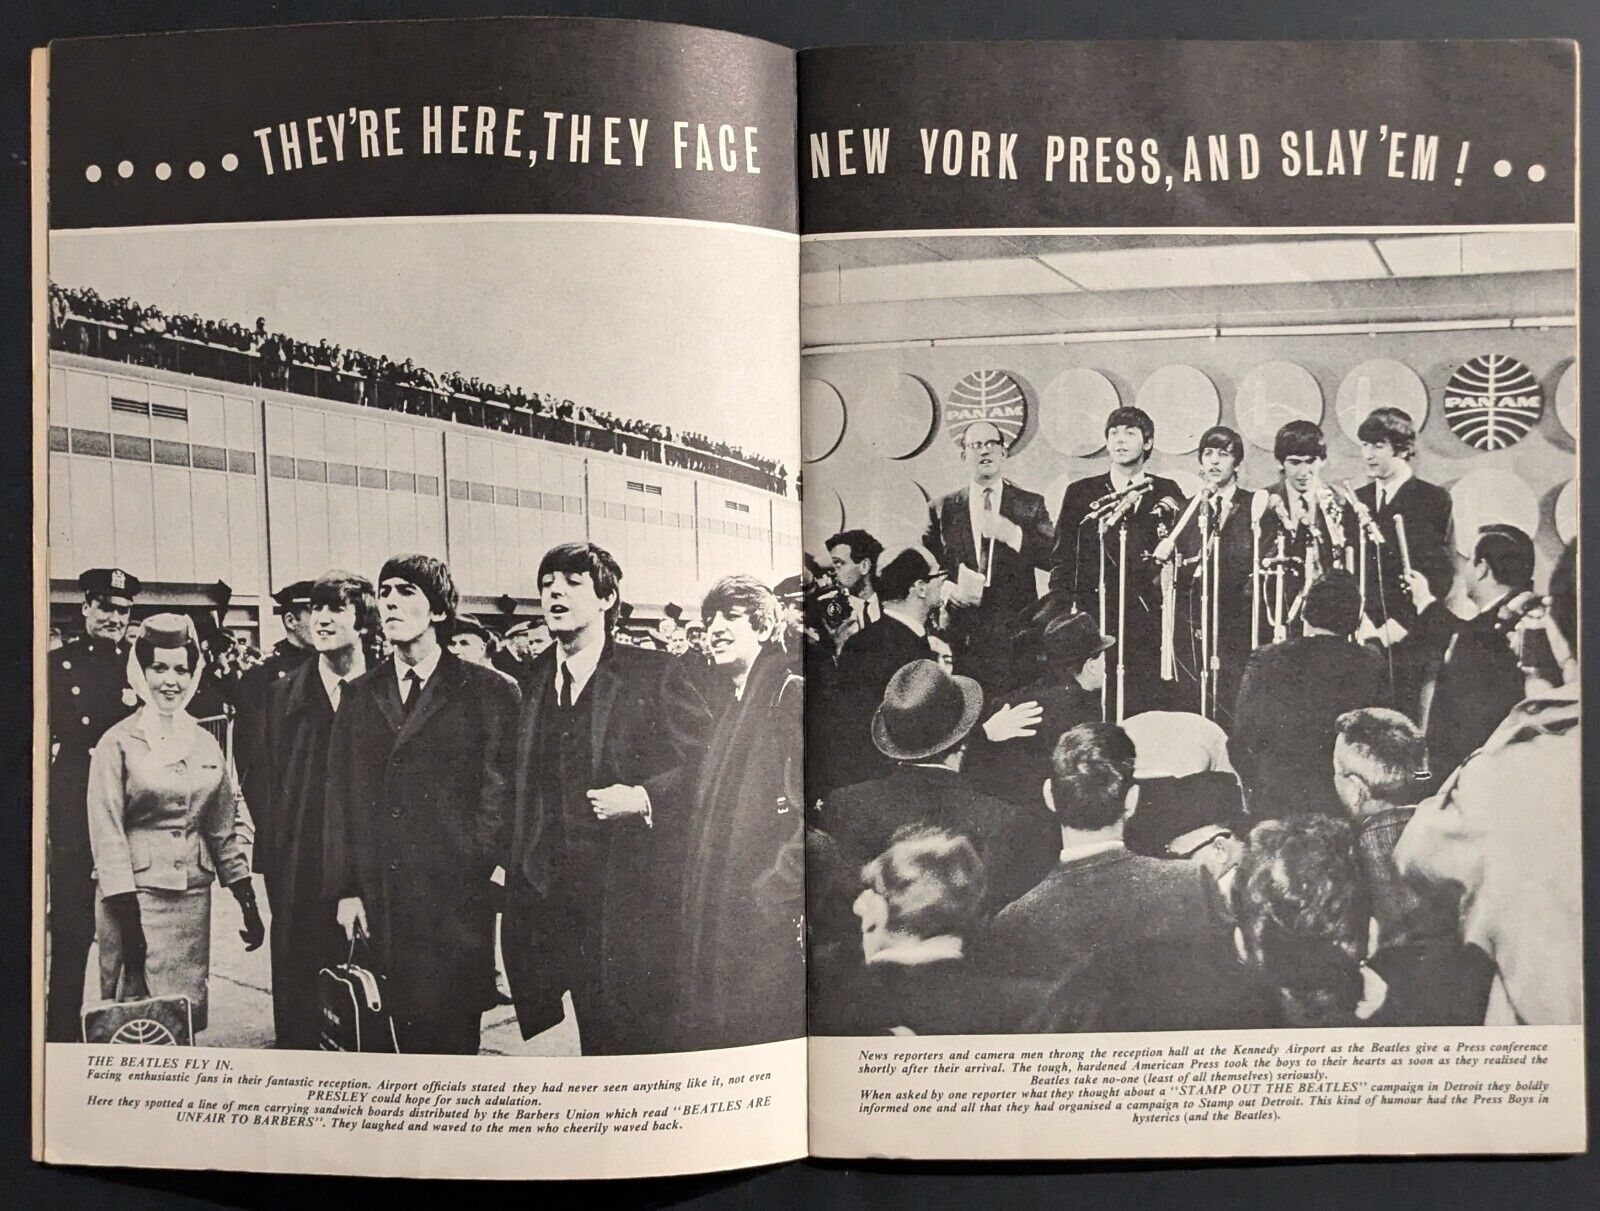 .....THEY'RE HERE, THEY FACE NEW YORK PRESS, AND SLAY 'EM! ..
PAN AM
PAN AM
THE BEATLES FLY IN.
Facing enthusiastic fans in their fantastic reception. Airport officials stated they had never seen anything like it, not even
PRESLEY could hope for such adulation.
Here they spotted a line of men carrying sandwich boards distributed by the Barbers Union which read "BEATLES ARE
UNFAIR TO BARBERS". They laughed and waved to the men who cheerily waved back.
News reporters and camera men throng the reception hall at the Kennedy Airport as the Beatles give a Press conference
shortly after their arrival. The tough, hardened American Press took the boys to their hearts as soon as they realised the
Beatles take no-one (least of all themselves) seriously.
When asked by one reporter what they thought about a "STAMP OUT THE BEATLES" campaign in Detroit they boldly
informed one and all that they had organised a campaign to Stamp out Detroit. This kind of humour had the Press Boys in
hysterics (and the Beatles).